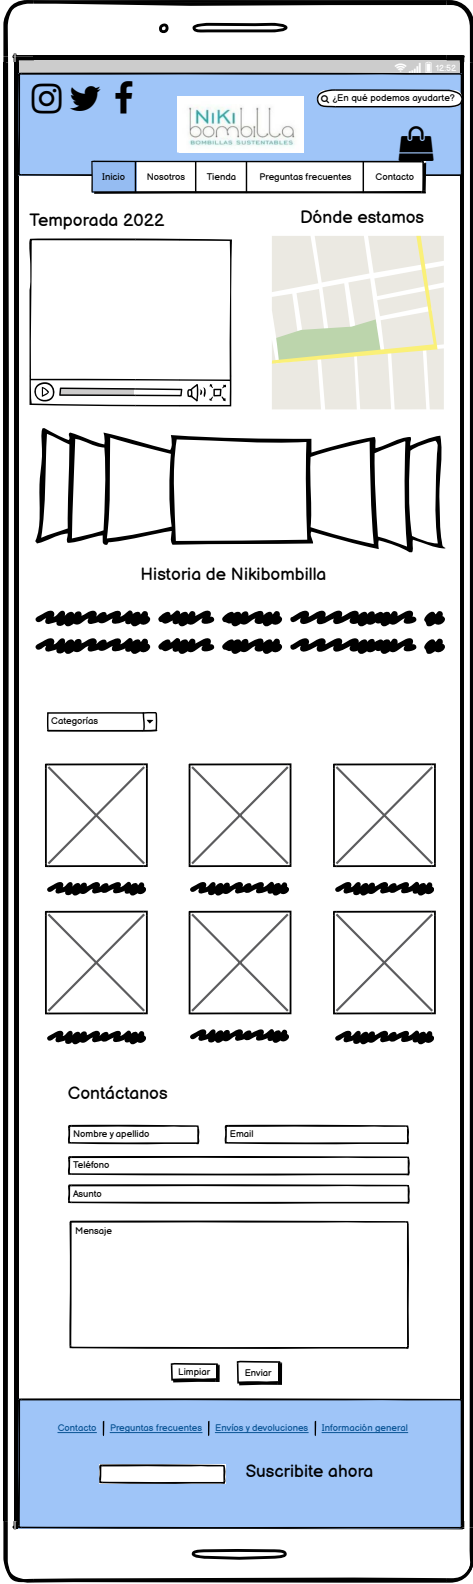 12:52
¿En qué podemos ayudarte?
NiKi
bombilla
BOMBILLAS SUSTENTABLES
Inicio Nosotros Tienda Preguntas frecuentes Contacto
Temporada 2022
Dónde estamos
Historia de Nikibombilla
Categorías
Contáctanos
Nombre y apellido Email
Teléfono
Asunto
Mensaje
Limpiar Enviar
Contacto Preguntas frecuentes Envíos y devoluciones Información general
Suscribite ahora